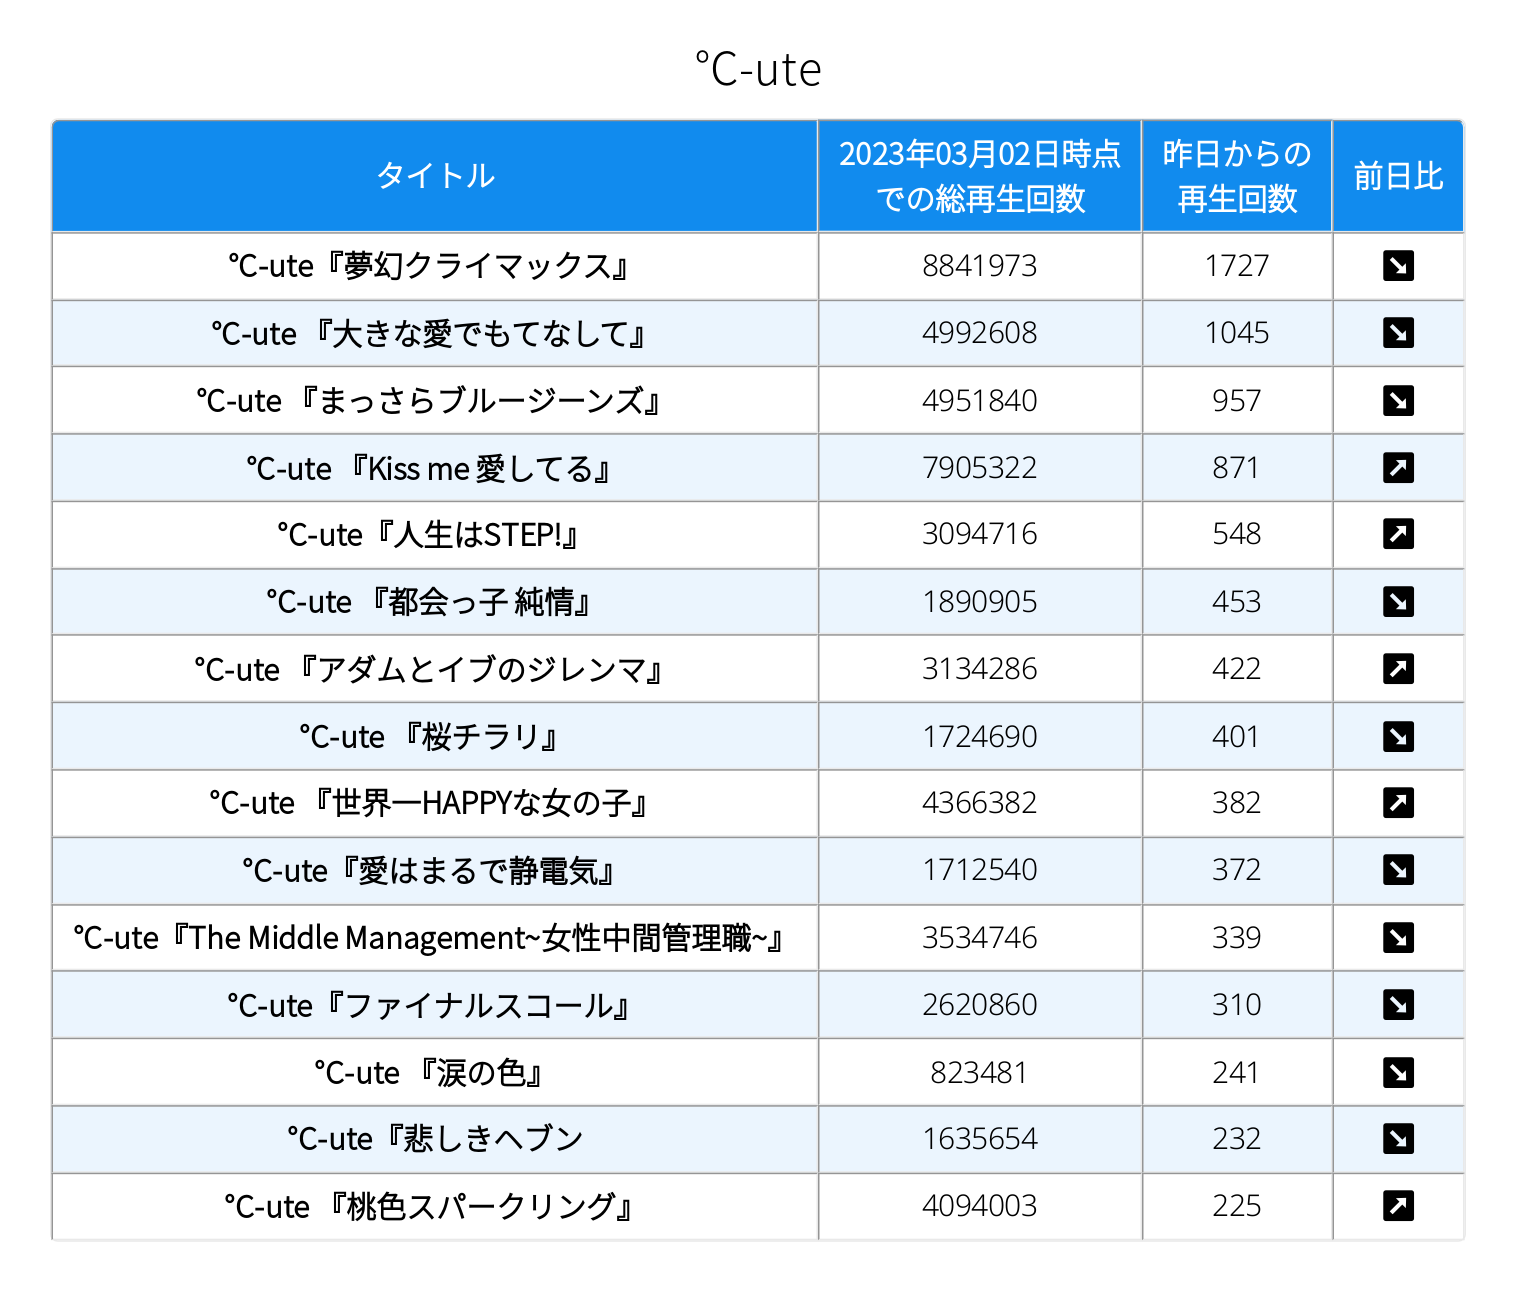 ℃-ute
タイトル
2023年03月02日時点
での総再生回数
昨日からの
再生回数
前日比
℃-ute『夢幻クライマックス』 8841973 1727 ↘
℃-ute 『大きな愛でもてなして』 4992608 1045 ↘
℃-ute 『まっさらブルージーンズ』 4951840 957 ↘
℃-ute 『Kiss me 愛してる』 7905322 871 ↗
℃-ute『人生はSTEP!』 3094716 548 ↗
℃-ute 『都会っ子 純情』 1890905 453 ↘
℃-ute 『アダムとイブのジレンマ』 3134286 422 ↗
℃-ute 『桜チラリ』 1724690 401 ↘
℃-ute 『世界一HAPPYな女の子』 4366382 382 ↗
℃-ute『愛はまるで静電気』 1712540 372 ↘
℃-ute『The Middle Management~女性中間管理職~』 3534746 339 ↘
℃-ute『ファイナルスコール』 2620860 310 ↘
℃-ute 『涙の色』 823481 241 ↘
℃-ute『悲しきヘブン 1635654 232 ↘
℃-ute 『桃色スパークリング』 4094003 225 ↗